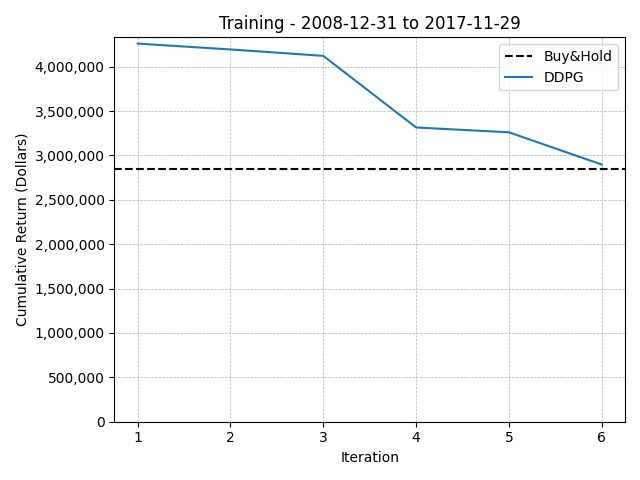 Training - 2008-12-31 to 2017-11-29
Buy&Hold
DDPG
Cumulative Return (Dollars)
4,000,000
3,500,000
3,000,000
2,500,000
2,000,000
1,500,000
1,000,000
500,000
0
1 2 3 4 5 6
Iteration